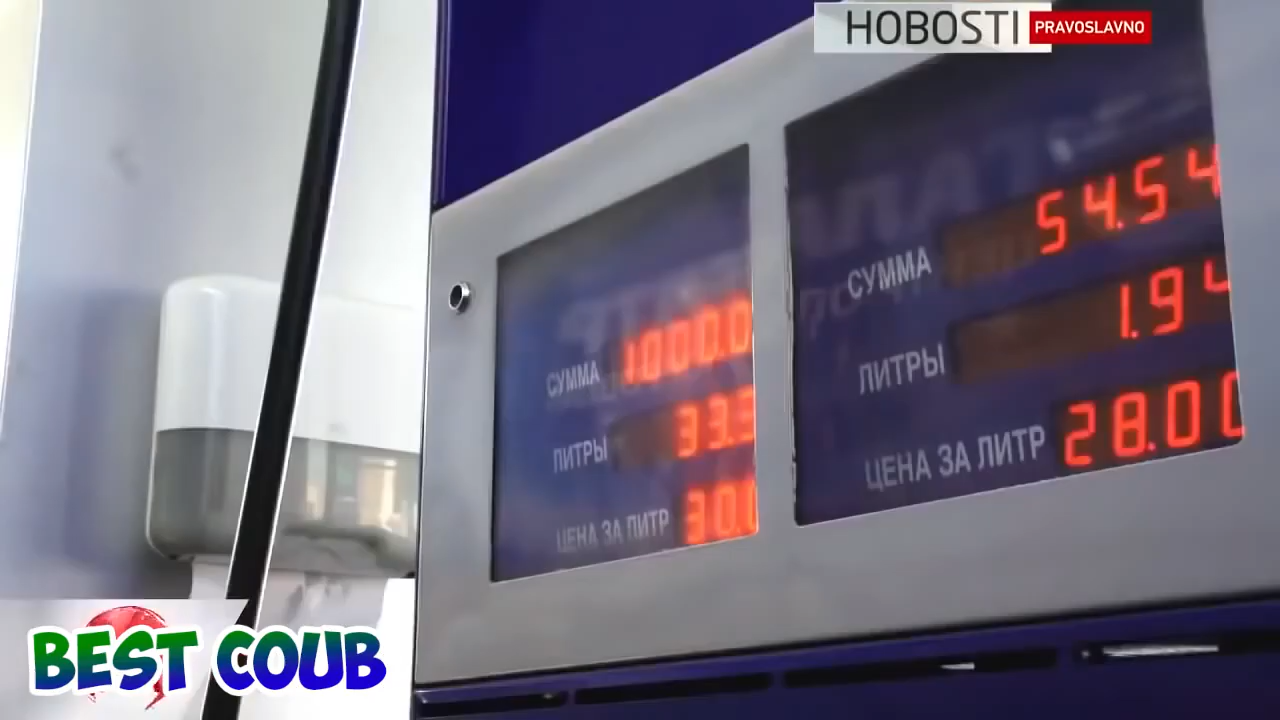 HOBOSTI PRAVOSLAVNO
СУММА 1000.0
ЛИТРЫ 33.3
ЦЕНА ЗА ЛИТР 30.0
СУММА 54.54
ЛИТРЫ 1.94
ЦЕНА ЗА ЛИТР 28.00
BEST COUB